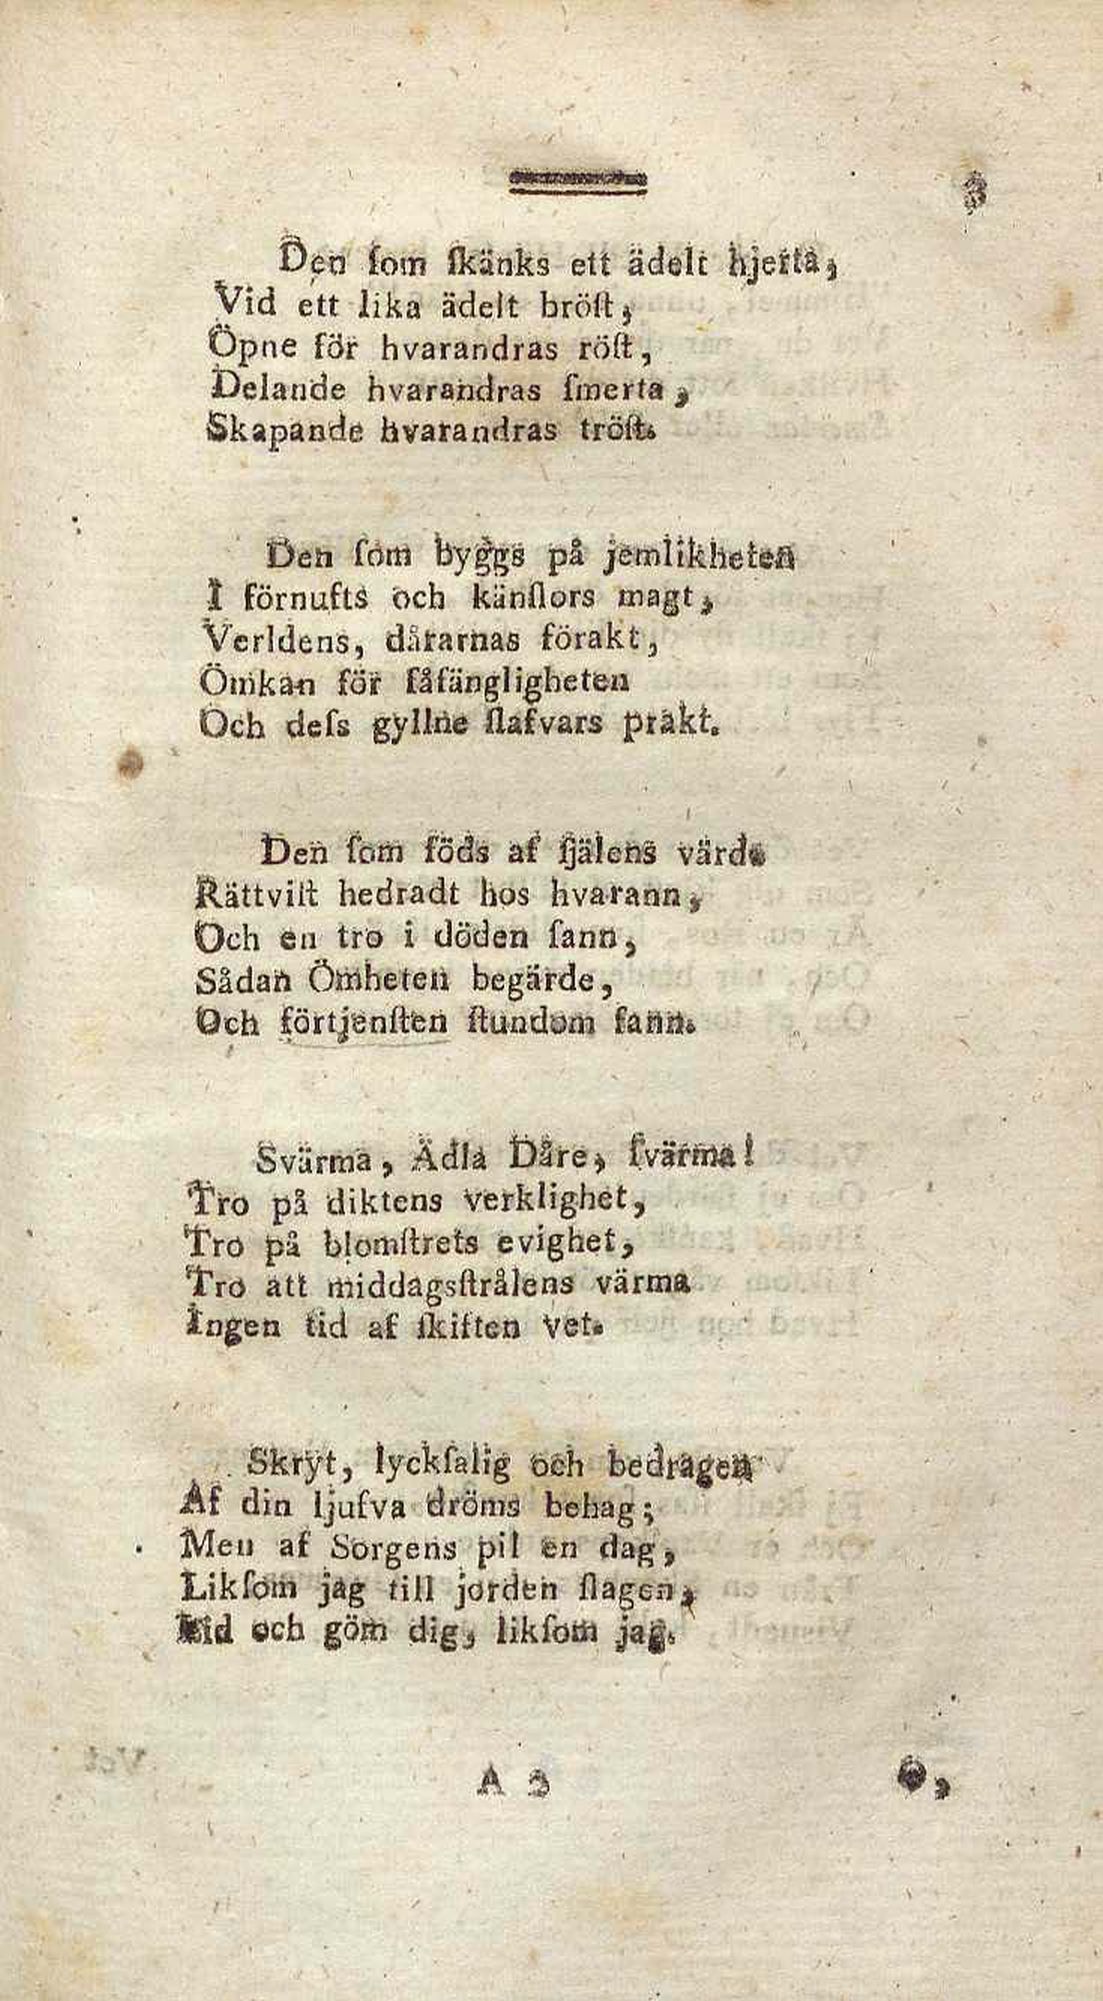 3
Den ſom ſkänks ett ädelt hjerta,
Vid ett lika ädelt bröſt,
Öpne för hvarandras röſt,
Delande hvarandras ſmerta,
Skapande hvarandras tröſt.
Den ſom byggs på jemlikheten
I förnufts och känſlors magt,
Verldens, dårarnas förakt,
Ömkan för fåfängligheten
Och deſs gyllne ſlafvars prakt.
Den ſom föds af ſjälens värde
Rättviſt hedradt hos hvarann,
Och en tro i döden ſann,
Sådan Ömheten begärde,
Och förtjenſten ſtundom fann.
Svärma, Ädla Dåre, ſvärma!
Tro på diktens verklighet,
Tro på blomſtrets evighet,
Tro att middagsſtrålens värma
Ingen tid af ſkiften vet.
Skryt, lyckſalig och bedragen
Af din ljufva dröms behag;
Men af Sorgens pil en dag,
Likſom jag till jorden ſlagen,
Lid och göm dig, likſom jag.
A 2
O,